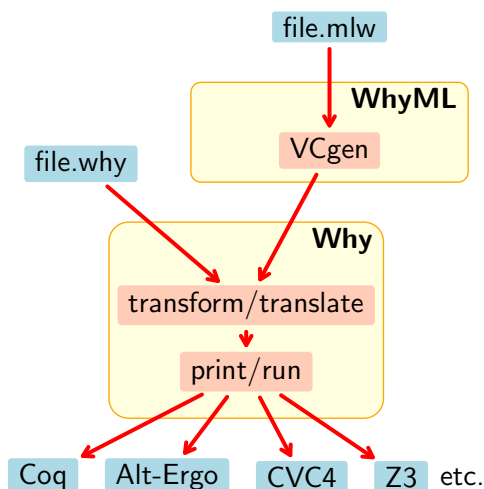 file.mlw
WhyML
VCgen
file.why
Why
transform/translate
print/run
Coq Alt-Ergo CVC4 Z3 etc.